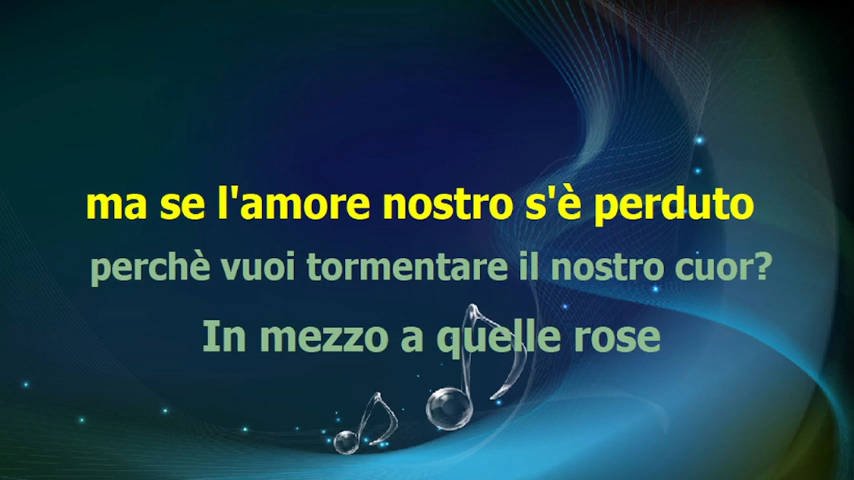 ma se l'amore nostro s'è perduto
perchè vuoi tormentare il nostro cuor?
In mezzo a quelle rose